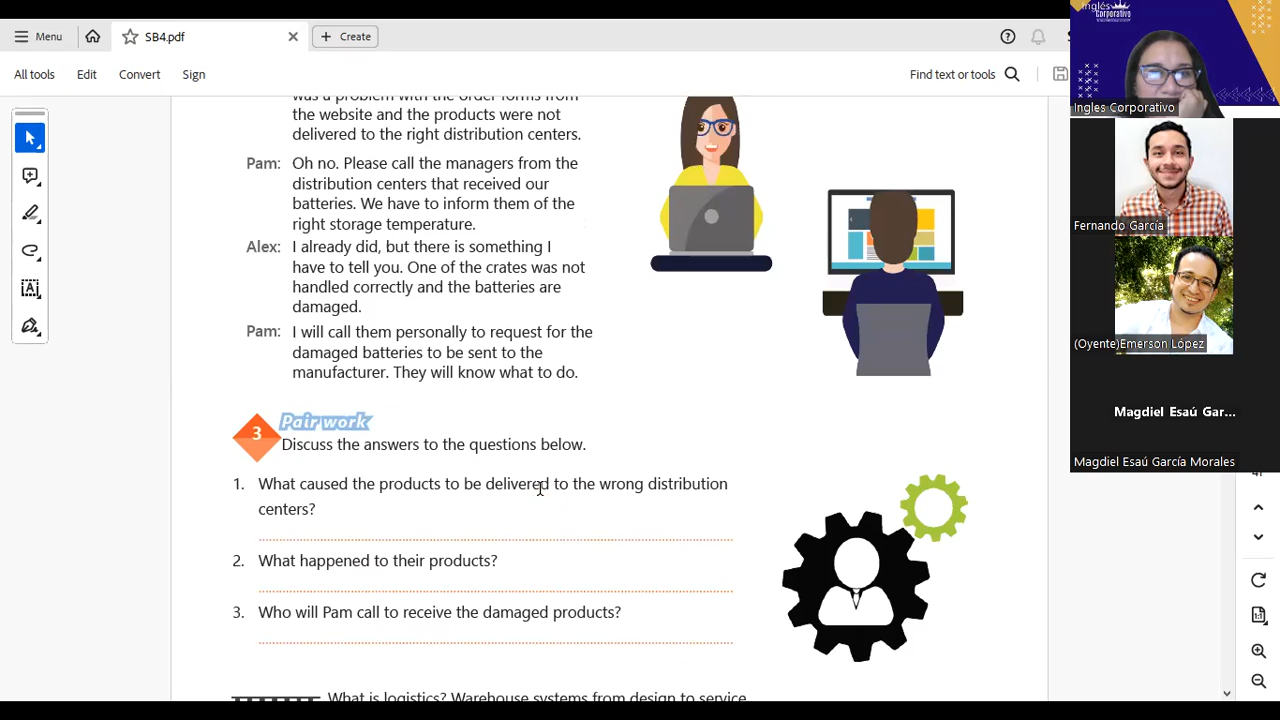 Menu
SB4.pdf
Create
All tools
Edit
Convert
Sign
Find text or tools
was a problem with the order forms from
the website and the products were not
delivered to the right distribution centers.
Pam: Oh no. Please call the managers from the
distribution centers that received our
batteries. We have to inform them of the
right storage temperature.
Alex: I already did, but there is something I
have to tell you. One of the crates was not
handled correctly and the batteries are
damaged.
Pam: I will call them personally to request for the
damaged batteries to be sent to the
manufacturer. They will know what to do.
3 Pair work
Discuss the answers to the questions below.
1. What caused the products to be delivered to the wrong distribution
centers?
2. What happened to their products?
3. Who will Pam call to receive the damaged products?
What is logistics? Warehouse systems from design to service
Inglés
Corporativo
Ingles Corporativo
Fernando García
(Oyente)Emerson López
Magdiel Esaú Gar...
Magdiel Esaú García Morales